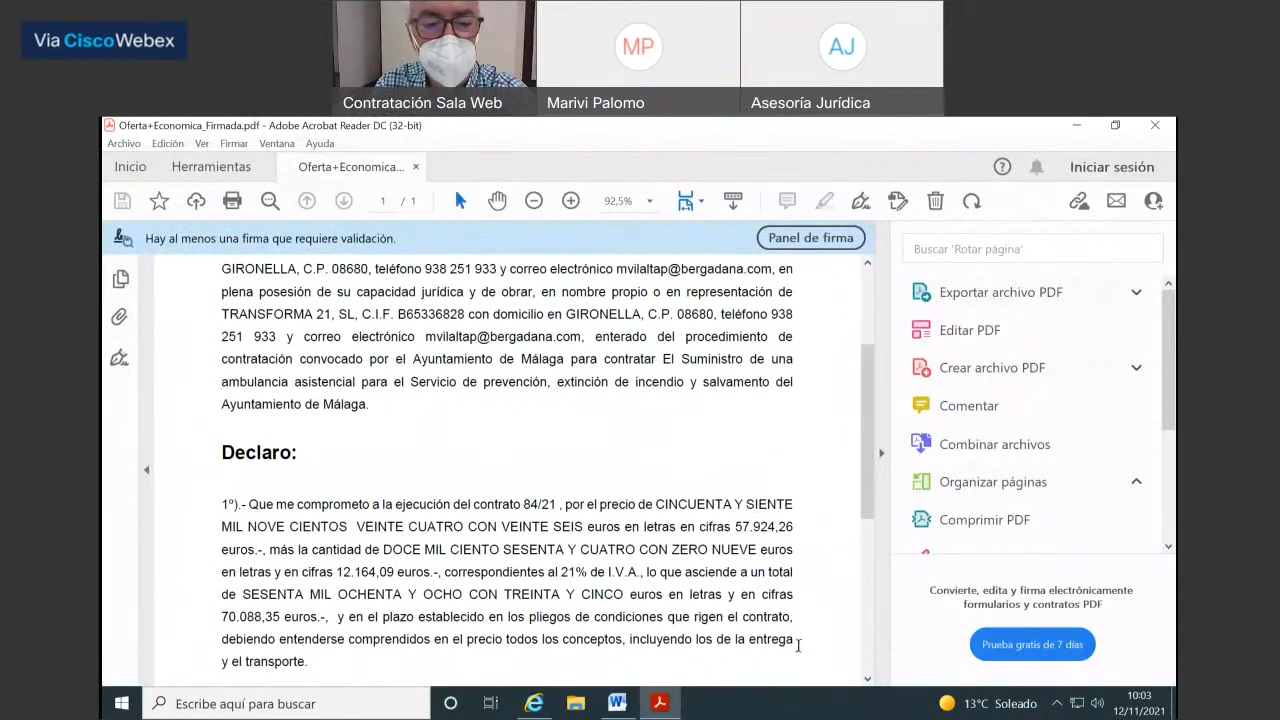 Via Cisco Webex
MP
AJ
Contratación Sala Web
Marivi Palomo
Asesoría Jurídica
Oferta+Economica_Firmada.pdf - Adobe Acrobat Reader DC (32-bit)
Archivo Edición Ver Firmar Ventana Ayuda
Inicio Herramientas Oferta+Economica... × Iniciar sesión
1 / 1 92,5%
Hay al menos una firma que requiere validación. Panel de firma
GIRONELLA, C.P. 08680, teléfono 938 251 933 y correo electrónico mvilaltap@bergadana.com, en
plena posesión de su capacidad jurídica y de obrar, en nombre propio o en representación de
TRANSFORMA 21, SL, C.I.F. B65336828 con domicilio en GIRONELLA, C.P. 08680, teléfono 938
251 933 y correo electrónico mvilaltap@bergadana.com, enterado del procedimiento de
contratación convocado por el Ayuntamiento de Málaga para contratar El Suministro de una
ambulancia asistencial para el Servicio de prevención, extinción de incendio y salvamento del
Ayuntamiento de Málaga.
Declaro:
1º).- Que me comprometo a la ejecución del contrato 84/21 , por el precio de CINCUENTA Y SIENTE
MIL NOVE CIENTOS VEINTE CUATRO CON VEINTE SEIS euros en letras en cifras 57.924,26
euros.-, más la cantidad de DOCE MIL CIENTO SESENTA Y CUATRO CON ZERO NUEVE euros
en letras y en cifras 12.164,09 euros.-, correspondientes al 21% de I.V.A., lo que asciende a un total
de SESENTA MIL OCHENTA Y OCHO CON TREINTA Y CINCO euros en letras y en cifras
70.088,35 euros.-, y en el plazo establecido en los pliegos de condiciones que rigen el contrato,
debiendo entenderse comprendidos en el precio todos los conceptos, incluyendo los de la entrega
y el transporte.
Buscar 'Rotar página'
Exportar archivo PDF
Editar PDF
Crear archivo PDF
Comentar
Combinar archivos
Organizar páginas
Comprimir PDF
Convierte, edita y firma electrónicamente
formularios y contratos PDF
Prueba gratis de 7 días
Escribe aquí para buscar
13°C Soleado
10:03
12/11/2021